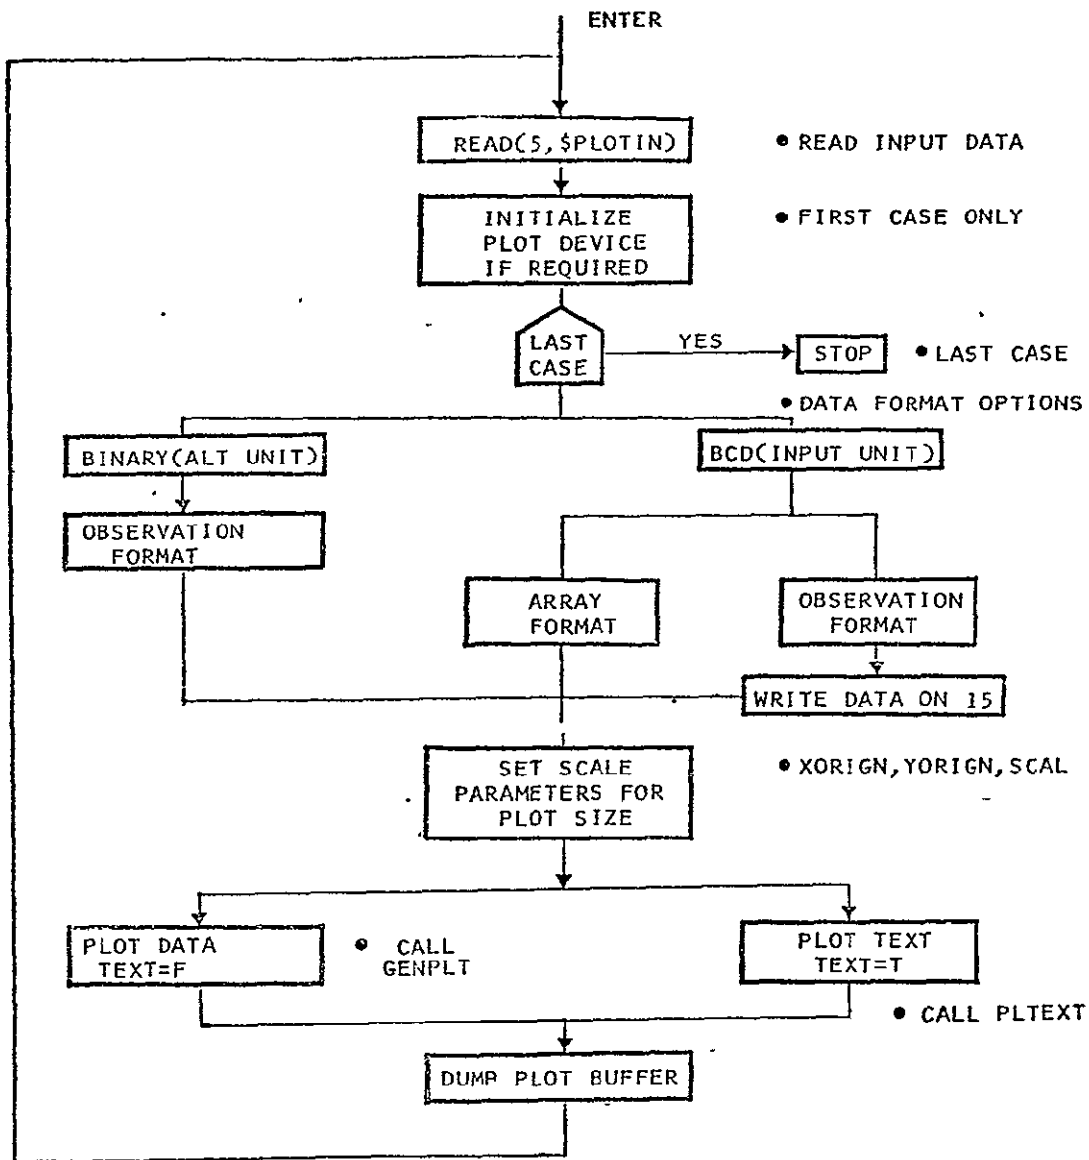 ENTER
READ(5,$PLOTIN)
• READ INPUT DATA
INITIALIZE
PLOT DEVICE
IF REQUIRED
• FIRST CASE ONLY
LAST
CASE
YES
STOP
• LAST CASE
• DATA FORMAT OPTIONS
BINARY(ALT UNIT)
BCD(INPUT UNIT)
OBSERVATION
FORMAT
ARRAY
FORMAT
OBSERVATION
FORMAT
WRITE DATA ON 15
SET SCALE
PARAMETERS FOR
PLOT SIZE
• XORIGN,YORIGN,SCAL
PLOT DATA
TEXT=F
• CALL
GENPLT
PLOT TEXT
TEXT=T
• CALL PLTEXT
DUMP PLOT BUFFER